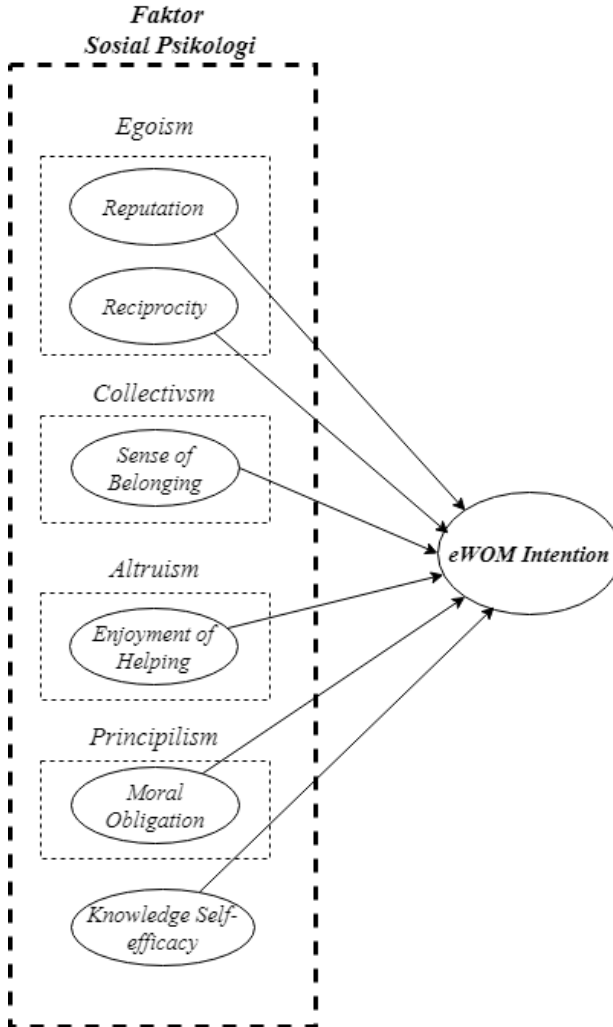 Faktor
Sosial Psikologi
Egoism
Reputation
Reciprocity
Collectivsm
Sense of
Belonging
eWOM Intention
Altruism
Enjoyment of
Helping
Principilism
Moral
Obligation
Knowledge Self-
efficacy